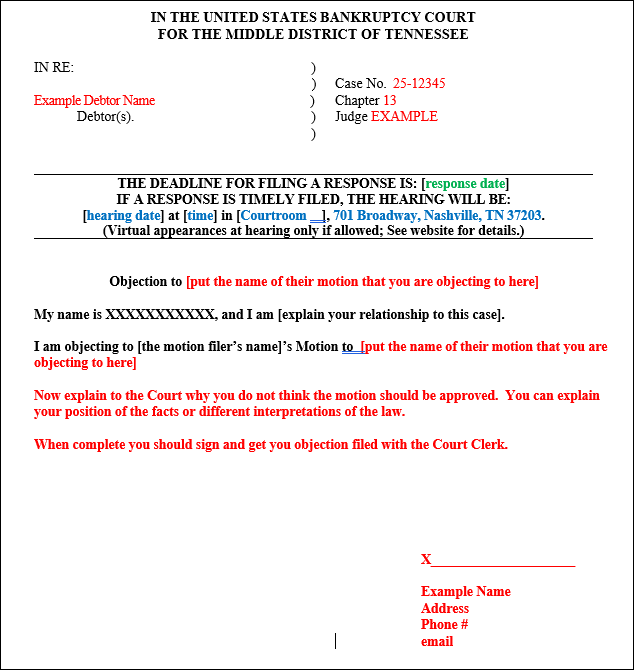 IN THE UNITED STATES BANKRUPTCY COURT
FOR THE MIDDLE DISTRICT OF TENNESSEE
IN RE: )
) Case No. 25-12345
Example Debtor Name ) Chapter 13
Debtor(s). ) Judge EXAMPLE
)
THE DEADLINE FOR FILING A RESPONSE IS: [response date]
IF A RESPONSE IS TIMELY FILED, THE HEARING WILL BE:
[hearing date] at [time] in [Courtroom __], 701 Broadway, Nashville, TN 37203.
(Virtual appearances at hearing only if allowed; See website for details.)
Objection to [put the name of their motion that you are objecting to here]
My name is XXXXXXXXXXX, and I am [explain your relationship to this case].
I am objecting to [the motion filer’s name]’s Motion to [put the name of their motion that you are
objecting to here]
Now explain to the Court why you do not think the motion should be approved. You can explain
your position of the facts or different interpretations of the law.
When complete you should sign and get you objection filed with the Court Clerk.
X_____________________
Example Name
Address
Phone #
email